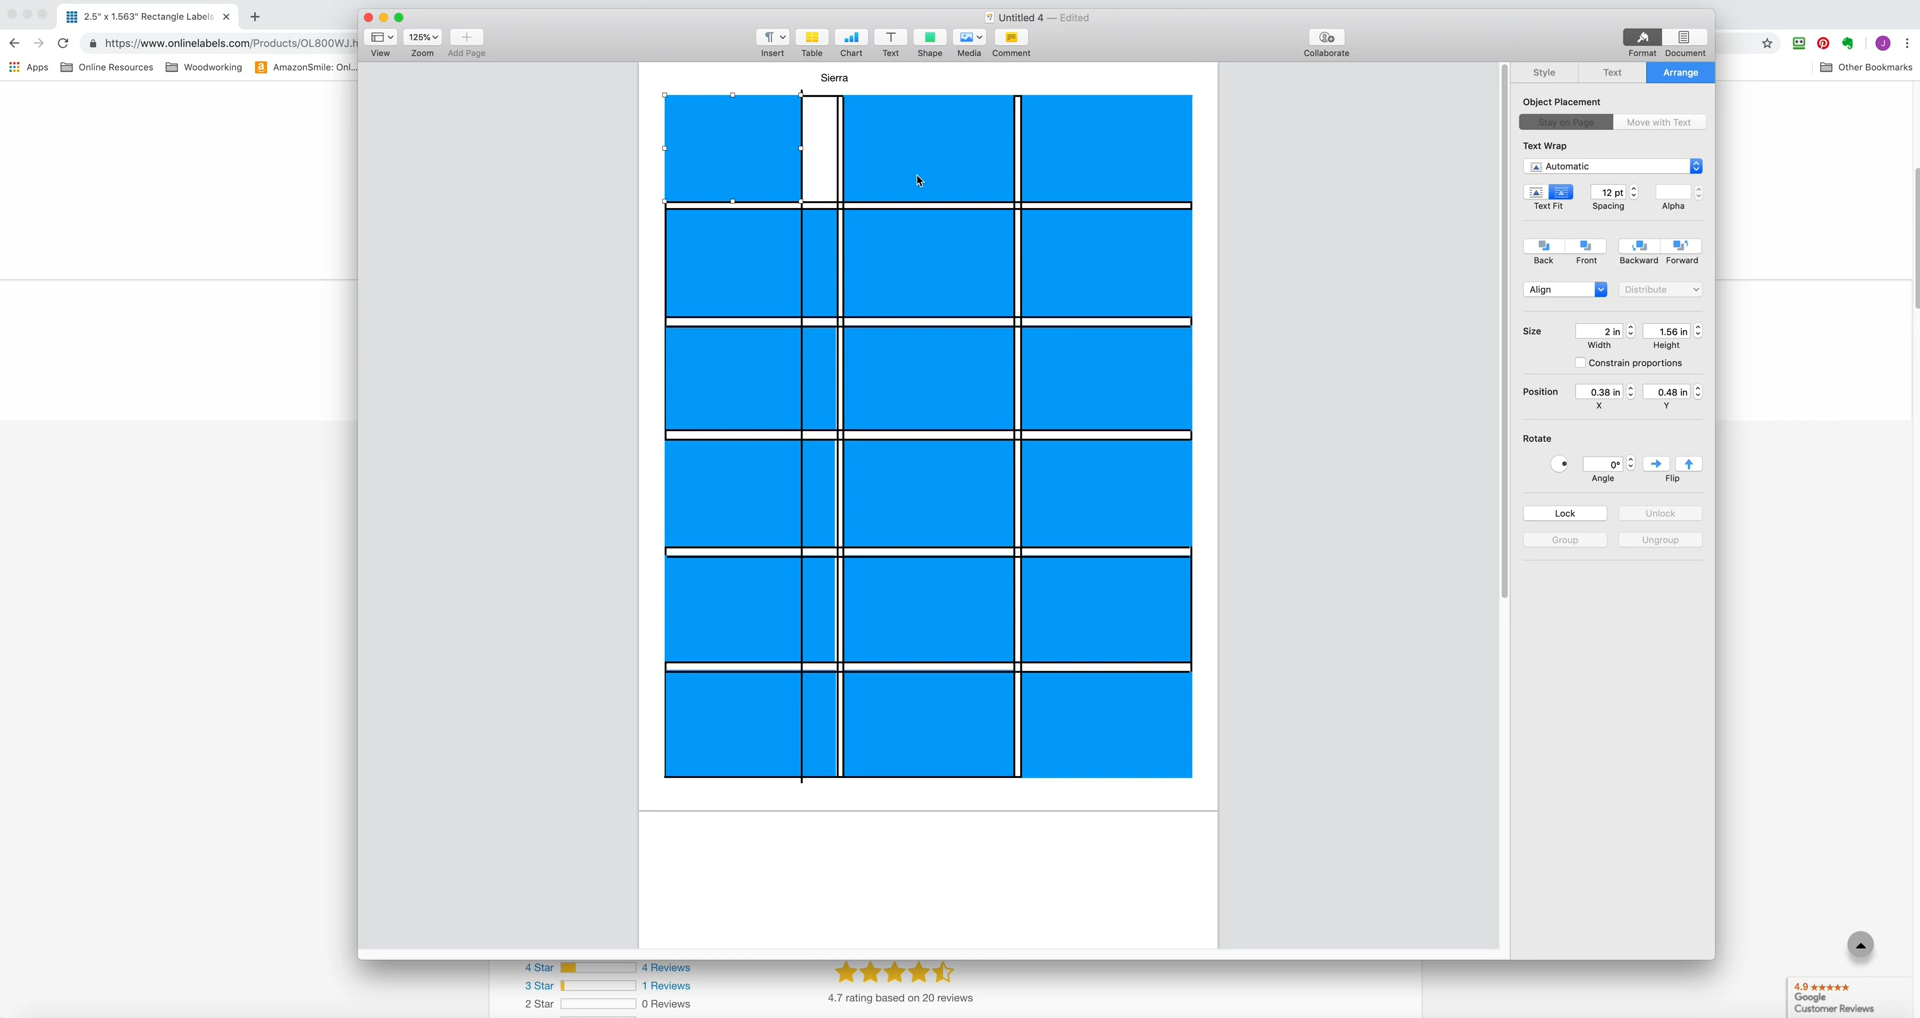 2.5" x 1.563" Rectangle Labels
https://www.onlinelabels.com/Products/OL800WJ.h
Apps
Online Resources
Woodworking
AmazonSmile: Onl...
Other Bookmarks
Untitled 4 — Edited
125%
View
Zoom
Add Page
Insert
Table
Chart
Text
Shape
Media
Comment
Collaborate
Format
Document
Style
Text
Arrange
Sierra
Object Placement
Stay on Page
Move with Text
Text Wrap
Automatic
12 pt
Text Fit
Spacing
Alpha
Back
Front
Backward
Forward
Align
Distribute
Size
2 in
1.56 in
Width
Height
Constrain proportions
Position
0.38 in
0.48 in
X
Y
Rotate
0°
Angle
Flip
Lock
Unlock
Group
Ungroup
4 Star
4 Reviews
3 Star
1 Reviews
2 Star
0 Reviews
4.7 rating based on 20 reviews
4.9
Google
Customer Reviews